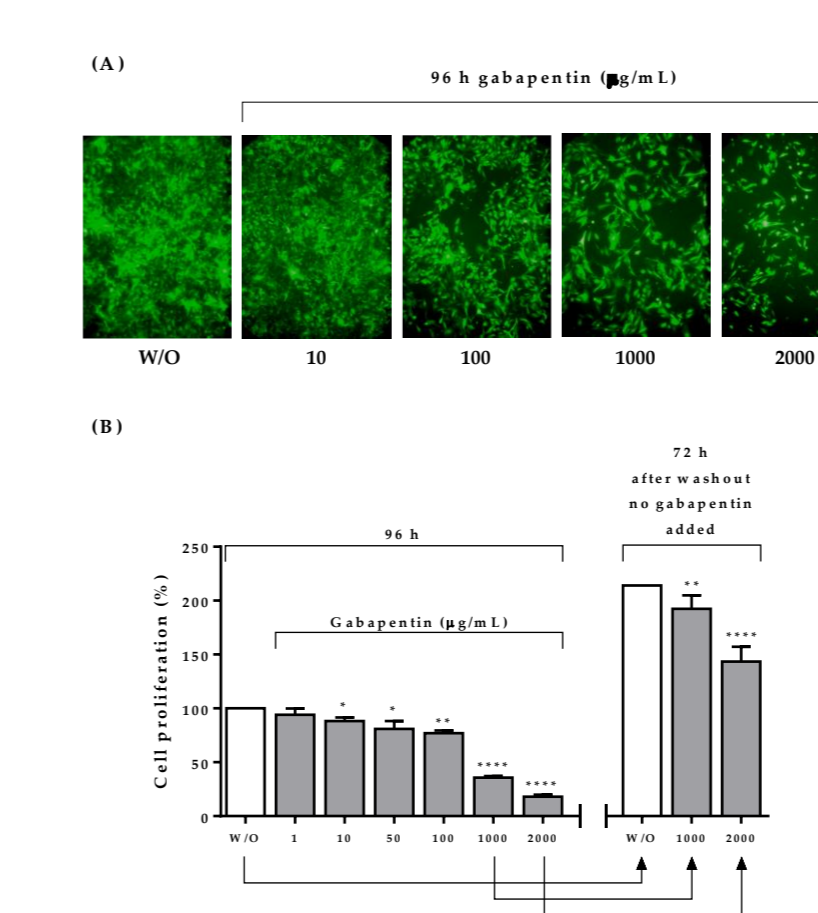 (A)
96 h gabapentin (μg/mL)
W/O 10 100 1000 2000
(B)
72 h
after washout
no gabapentin
added
96 h
Gabapentin (μg/mL)
Cell proliferation (%)
250
200
150
100
50
0
* * ** **** ****
** ****
W/O 1 10 50 100 1000 2000
W/O 1000 2000